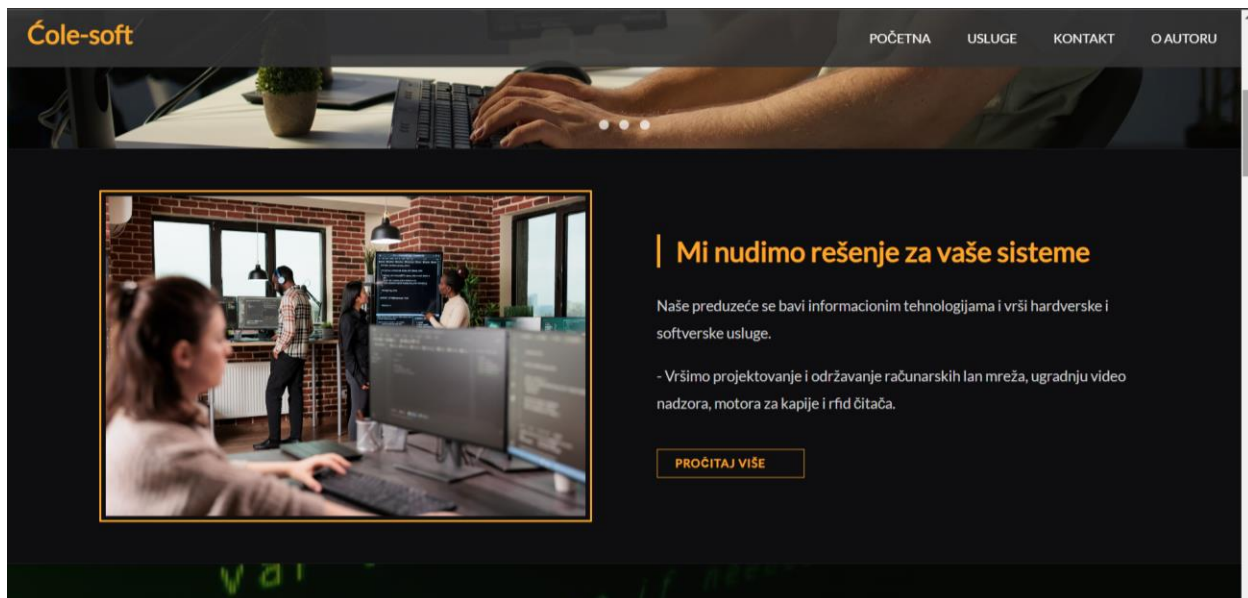 Ćole-soft
POČETNA USLUGE KONTAKT O AUTORU
Mi nudimo rešenje za vaše sisteme
Naše preduzeće se bavi informacionim tehnologijama i vrši hardverske i
softverske usluge.
- Vršimo projektovanje i održavanje računarskih lan mreža, ugradnju video
nadzora, motora za kapije i rfid čitača.
PROČITAJ VIŠE
var
if